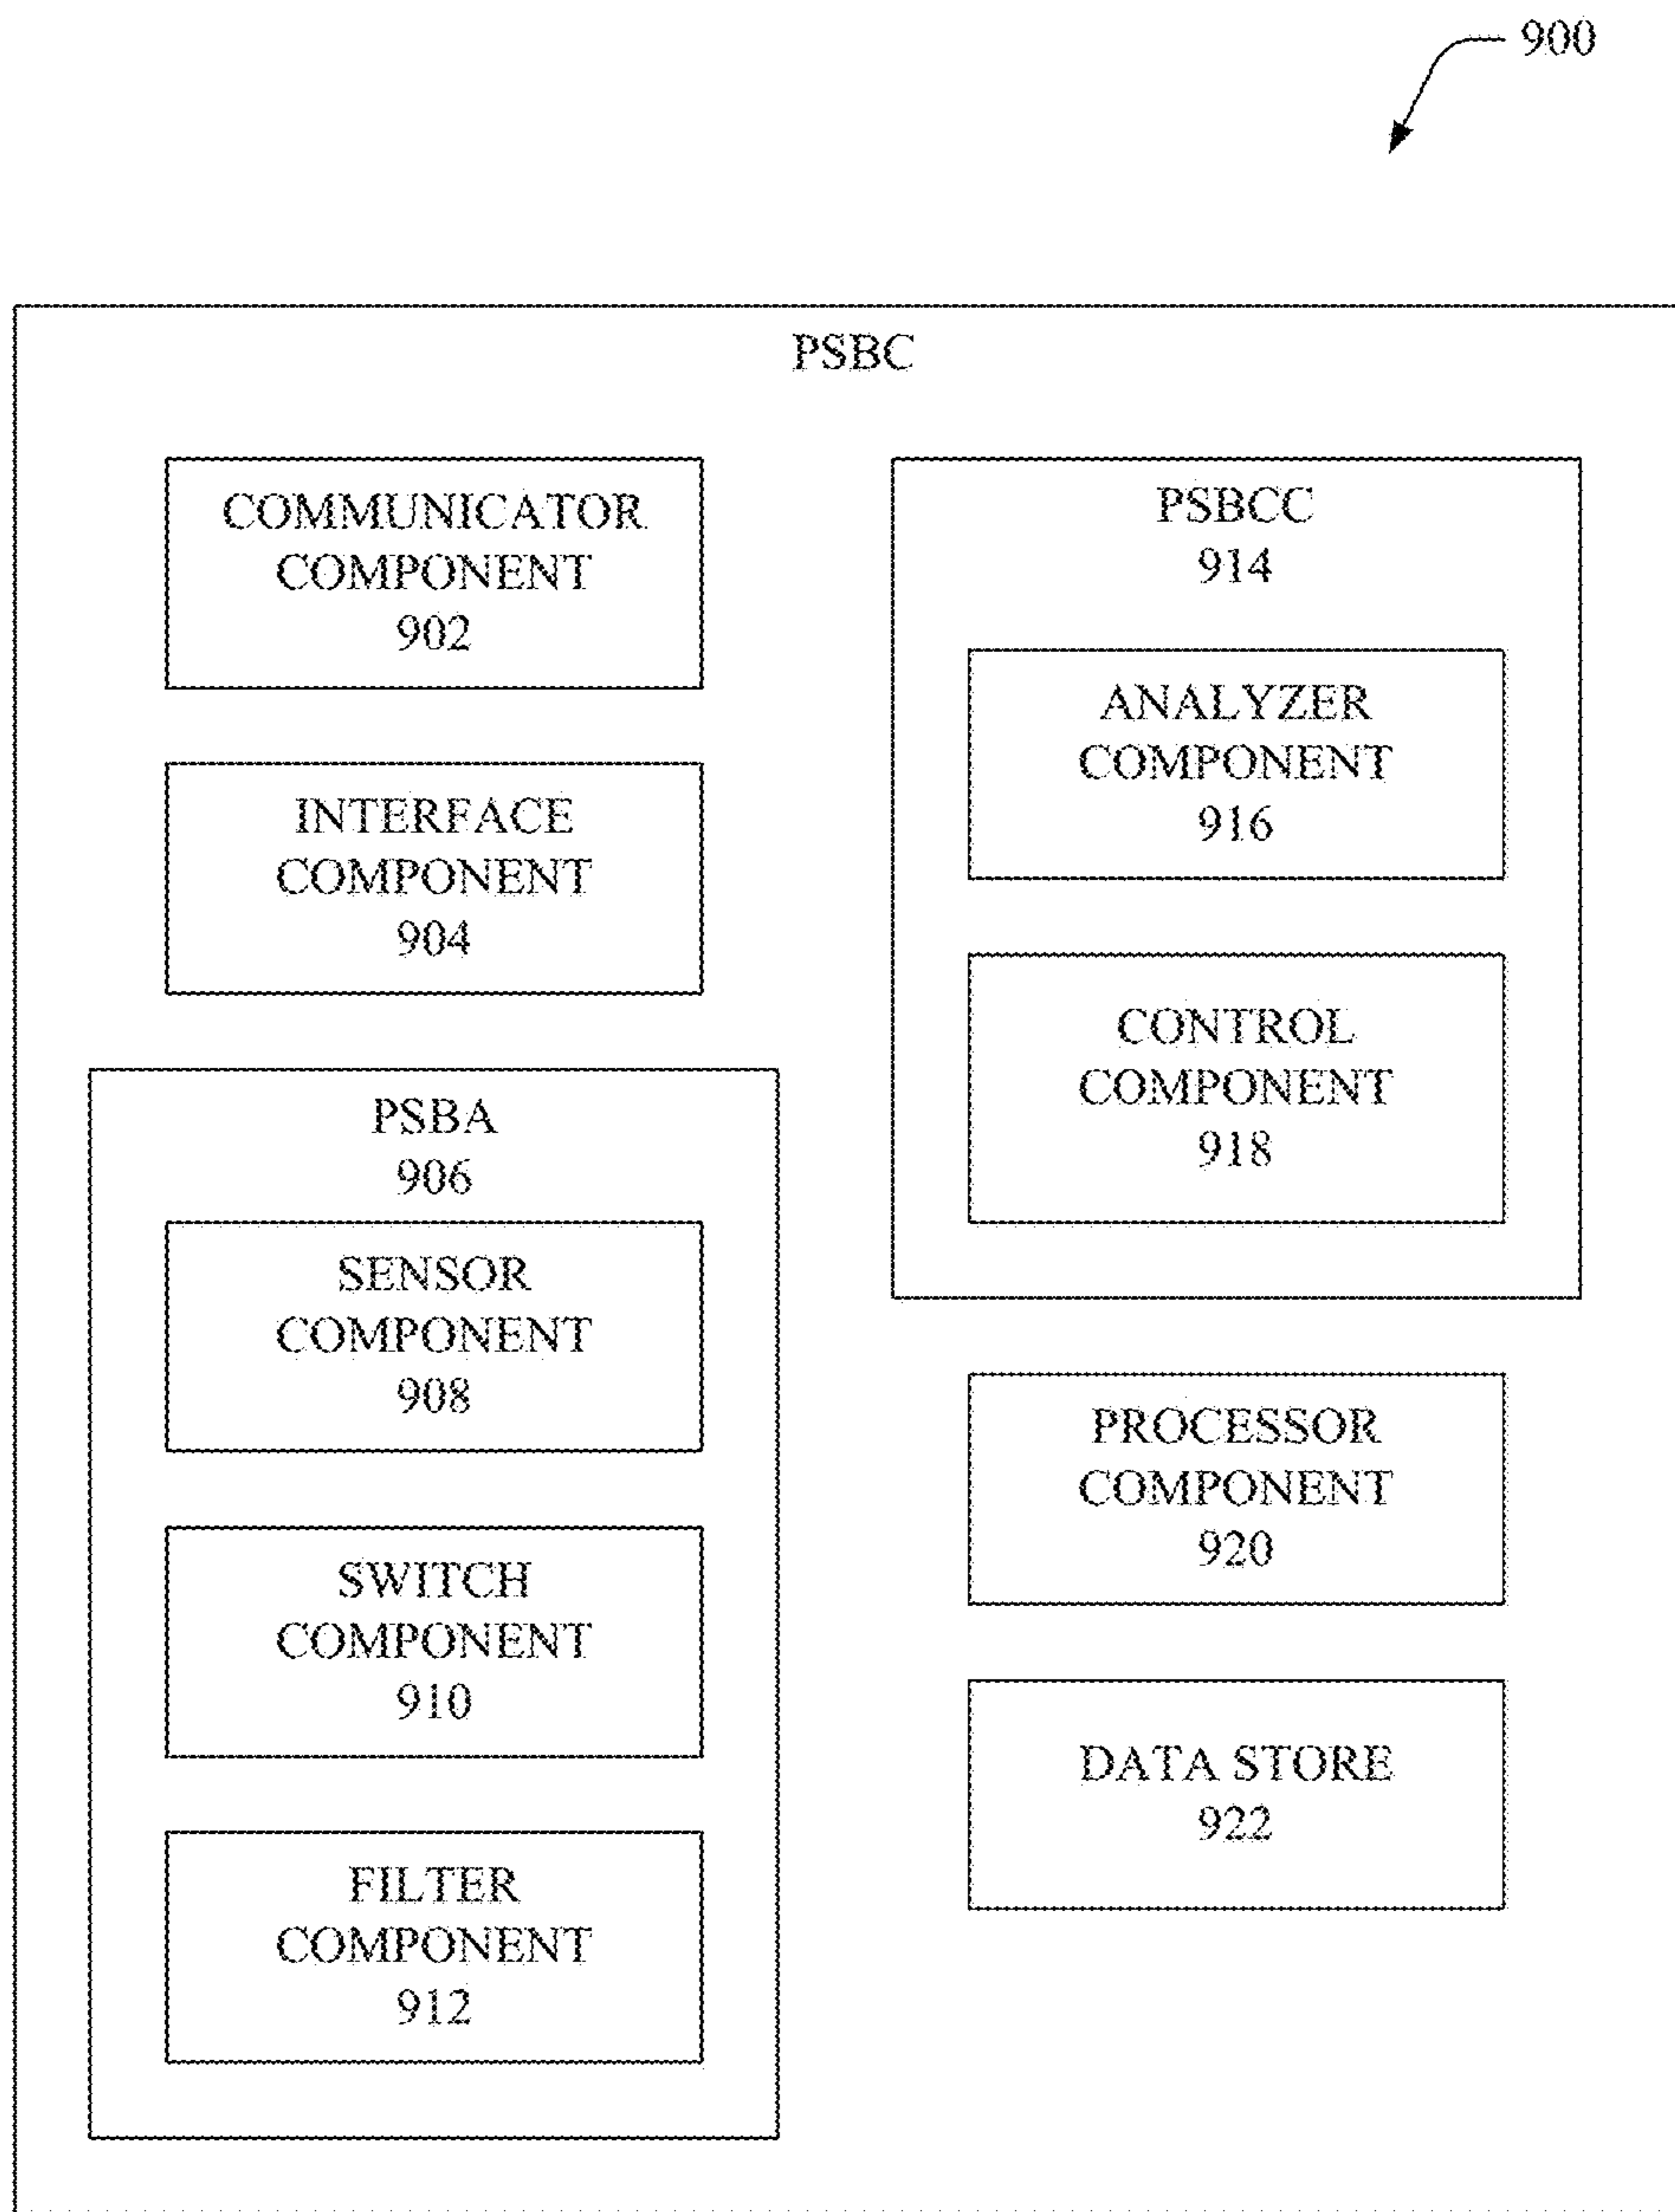 900
PSBC
COMMUNICATOR
COMPONENT
902
INTERFACE
COMPONENT
904
PSBA
906
SENSOR
COMPONENT
908
SWITCH
COMPONENT
910
FILTER
COMPONENT
912
PSBCC
914
ANALYZER
COMPONENT
916
CONTROL
COMPONENT
918
PROCESSOR
COMPONENT
920
DATA STORE
922